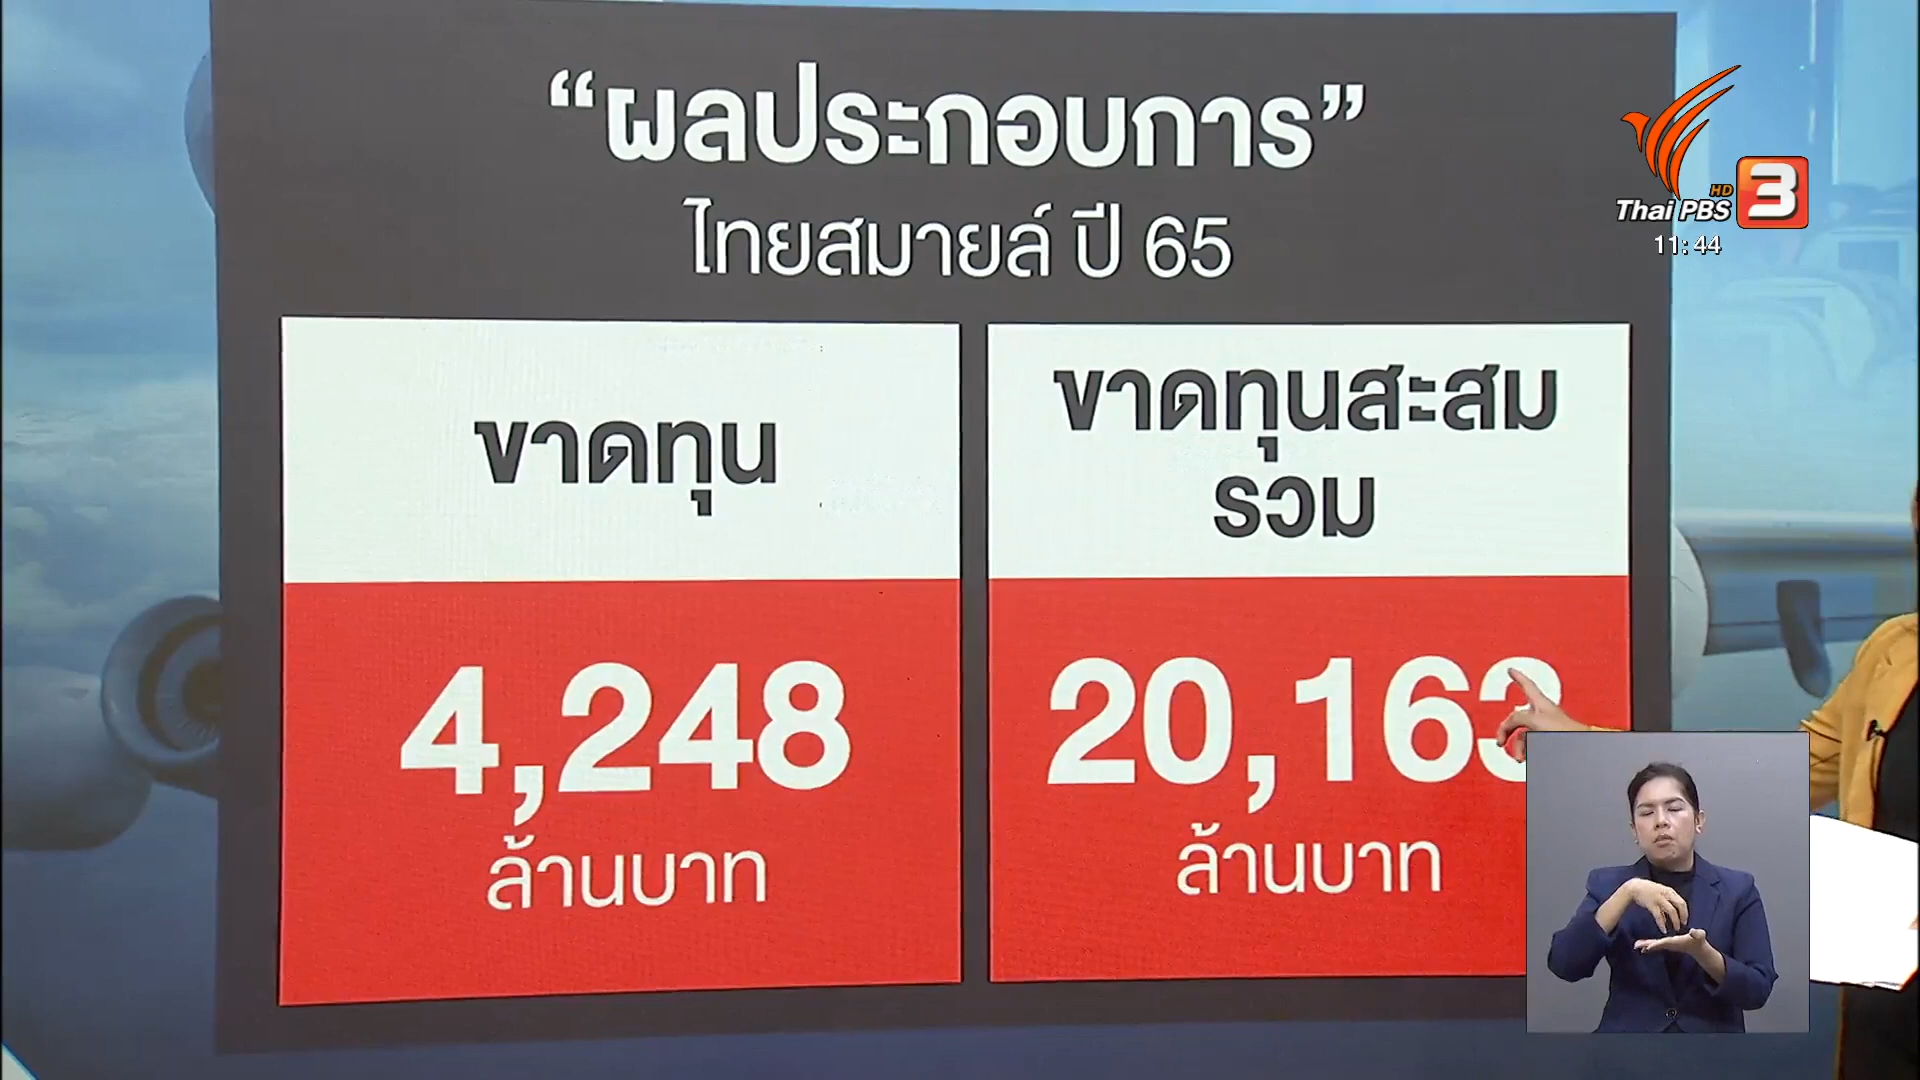 “ผลประกอบการ”
ไทยสมายล์ ปี 65
ขาดทุน
4,248
ล้านบาท
ขาดทุนสะสม
รวม
20,163
ล้านบาท
HD
Thai PBS 3
11:44